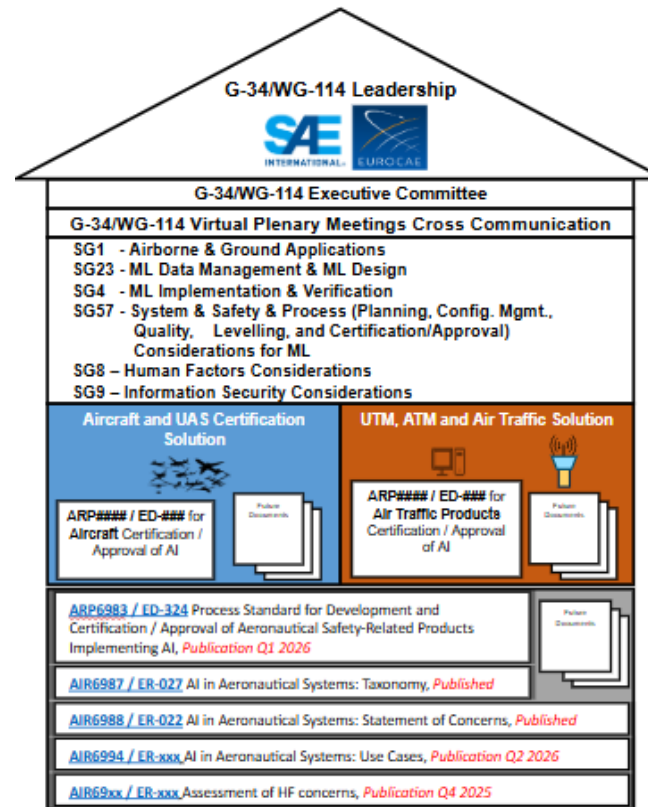 G-34/WG-114 Leadership
SAE
INTERNATIONAL.
EUROCAE
G-34/WG-114 Executive Committee
G-34/WG-114 Virtual Plenary Meetings Cross Communication
SG1 - Airborne & Ground Applications
SG23 - ML Data Management & ML Design
SG4 - ML Implementation & Verification
SG57 - System & Safety & Process (Planning, Config. Mgmt.,
Quality, Levelling, and Certification/Approval)
Considerations for ML
SG8 – Human Factors Considerations
SG9 – Information Security Considerations
Aircraft and UAS Certification
Solution
ARP#### / ED-### for
Aircraft Certification /
Approval of AI
Future
Documents
UTM, ATM and Air Traffic Solution
ARP#### / ED-### for
Air Traffic Products
Certification / Approval
of AI
Future
Documents
ARP6983 / ED-324 Process Standard for Development and
Certification / Approval of Aeronautical Safety-Related Products
Implementing AI, Publication Q1 2026
Future
Documents
AIR6987 / ER-027 AI in Aeronautical Systems: Taxonomy, Published
AIR6988 / ER-022 AI in Aeronautical Systems: Statement of Concerns, Published
AIR6994 / ER-xxx AI in Aeronautical Systems: Use Cases, Publication Q2 2026
AIR69xx / ER-xxx Assessment of HF concerns, Publication Q4 2025